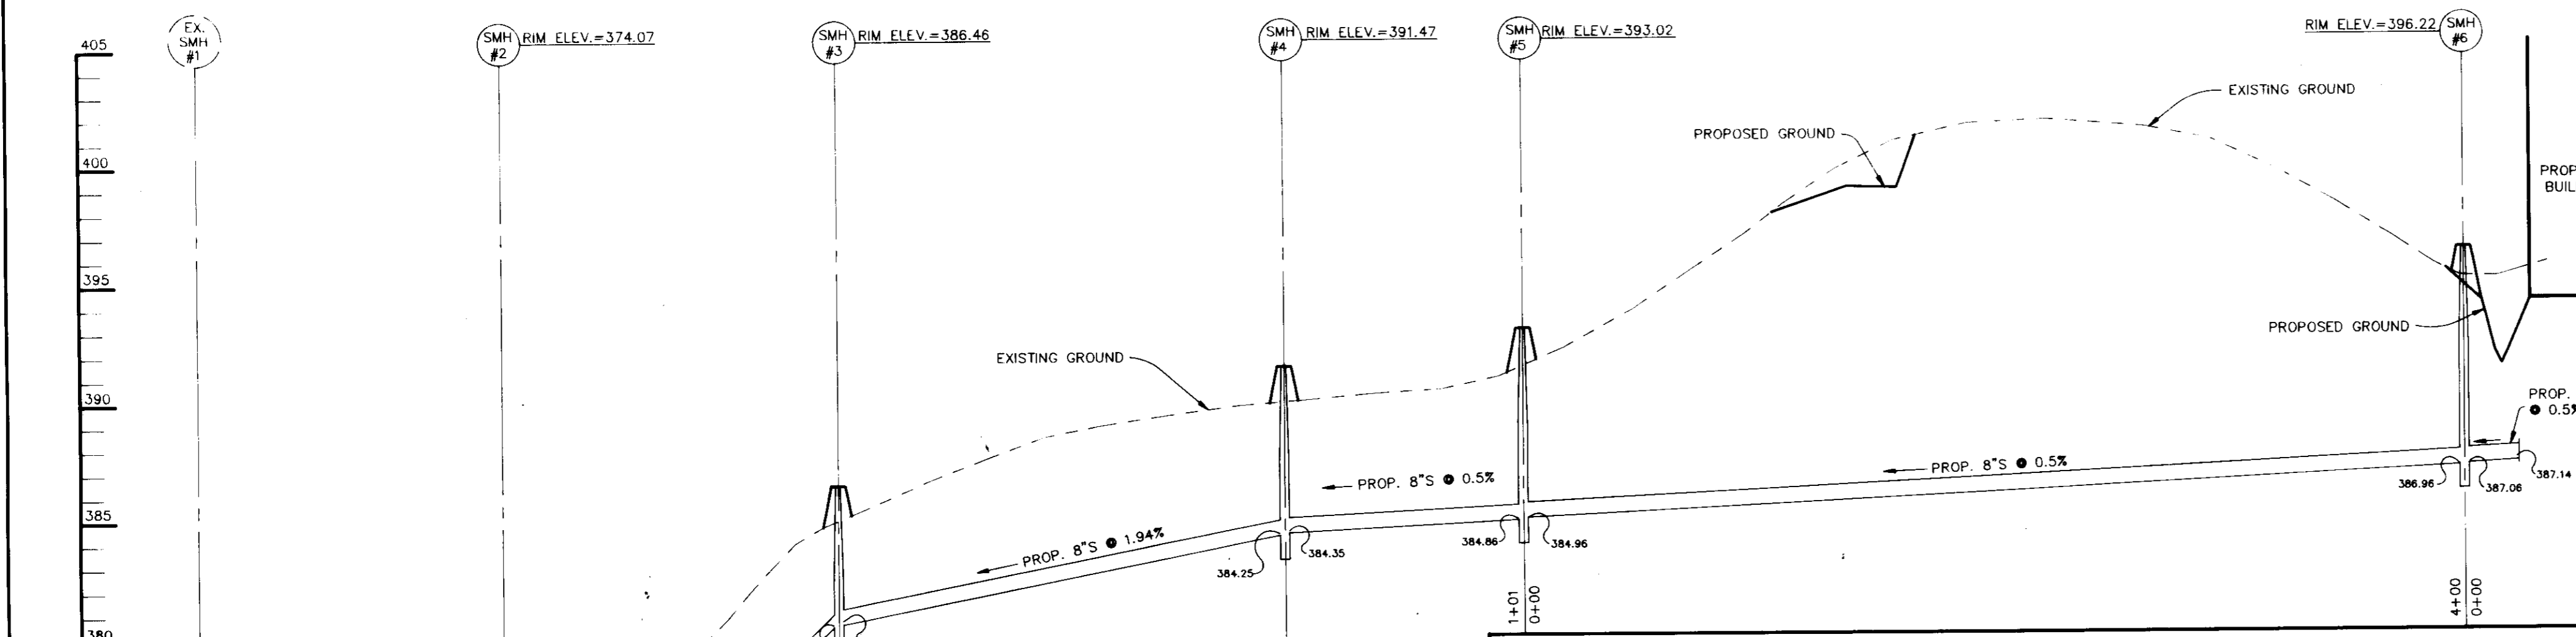 EX.
SMH
#1
SMH
#2
RIM ELEV.=374.07
SMH
#3
RIM ELEV.=386.46
SMH
#4
RIM ELEV.=391.47
SMH
#5
RIM ELEV.=393.02
RIM ELEV.=396.22
SMH
#6
405
400
395
390
385
380
EXISTING GROUND
PROPOSED GROUND
EXISTING GROUND
PROPOSED GROUND
PROP. 8"S @ 1.94%
PROP. 8"S @ 0.5%
PROP. 8"S @ 0.5%
PROP.
@ 0.5%
384.25
384.35
384.86
384.96
386.96
387.06
387.14
1+01
0+00
4+00
0+00